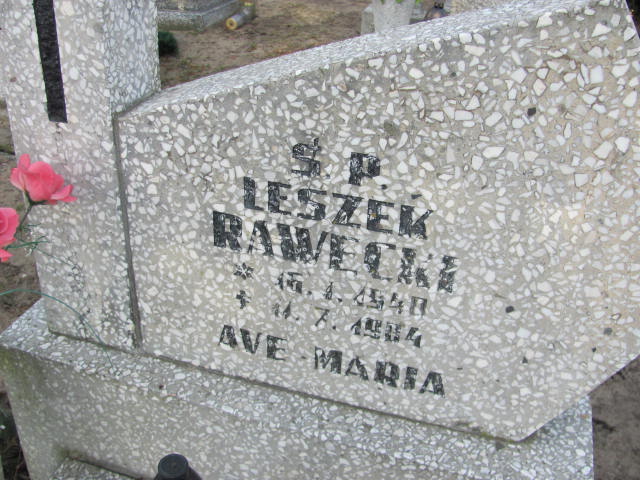 Ś. P.
LESZEK
RAWECKI
* 16. 1. 1940
+ 11. 7. 1984
AVE MARIA